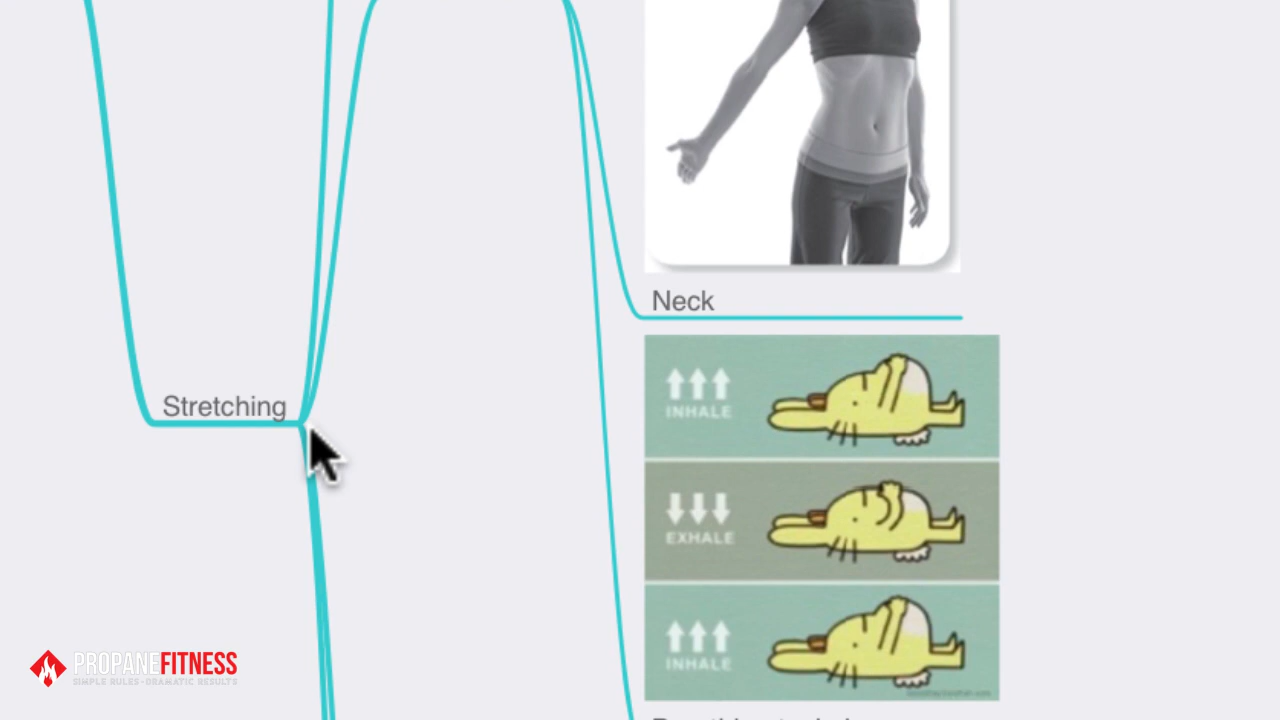 Neck
INHALE
Stretching
EXHALE
INHALE
PROPANEFITNESS
SIMPLE RULES-DRAMATIC RESULTS